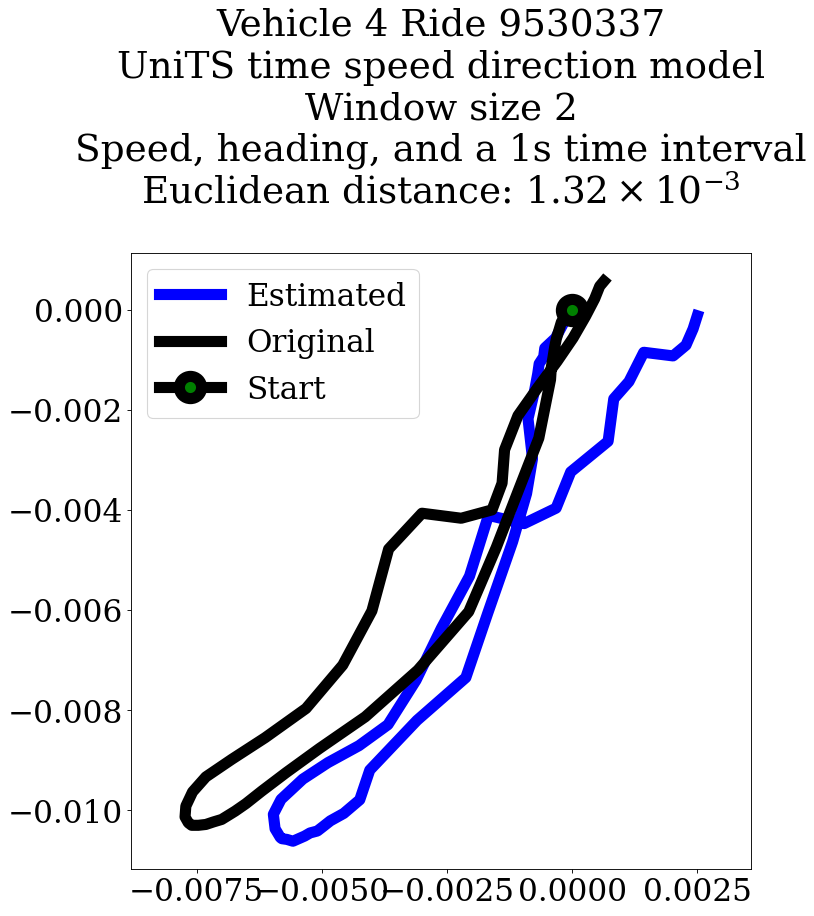 Vehicle 4 Ride 9530337
UniTS time speed direction model
Window size 2
Speed, heading, and a 1s time interval
Euclidean distance: 1.32 × 10⁻³
Estimated
Original
Start
0.000
−0.002
−0.004
−0.006
−0.008
−0.010
−0.0075 −0.0050 −0.0025 0.0000 0.0025